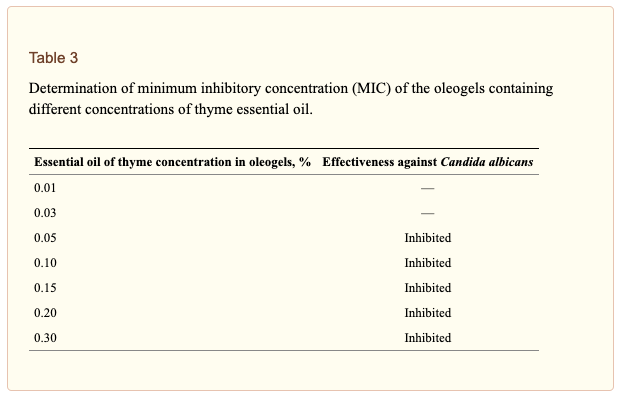 Table 3
Determination of minimum inhibitory concentration (MIC) of the oleogels containing
different concentrations of thyme essential oil.
Essential oil of thyme concentration in oleogels, % Effectiveness against Candida albicans
0.01 —
0.03 —
0.05 Inhibited
0.10 Inhibited
0.15 Inhibited
0.20 Inhibited
0.30 Inhibited